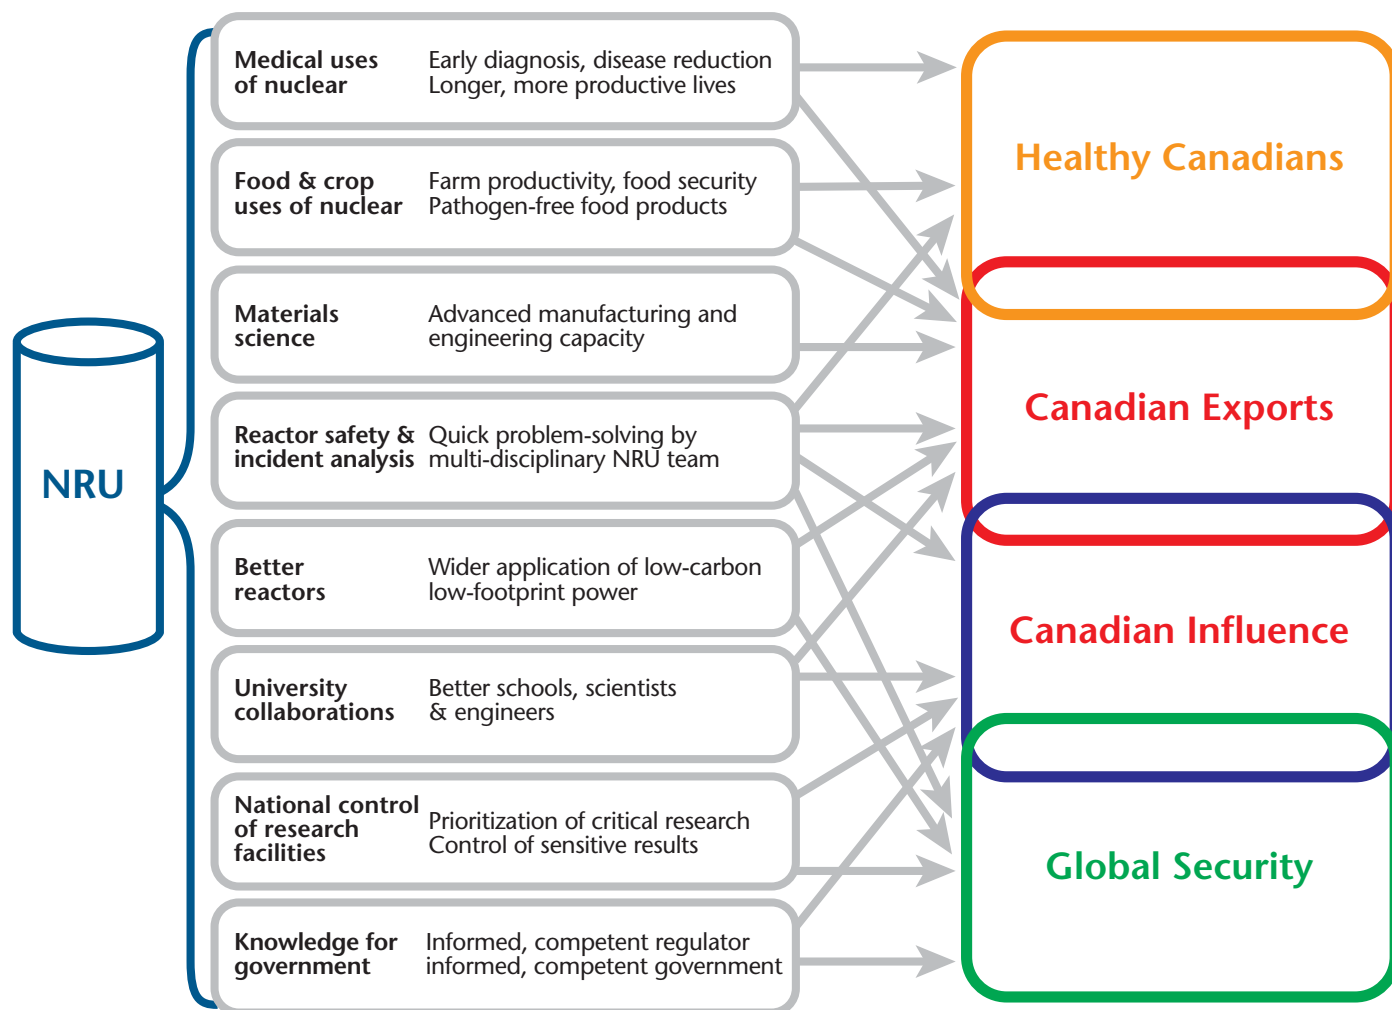 NRU
Medical uses
of nuclear
Early diagnosis, disease reduction
Longer, more productive lives
Food & crop
uses of nuclear
Farm productivity, food security
Pathogen-free food products
Materials
science
Advanced manufacturing and
engineering capacity
Reactor safety &
incident analysis
Quick problem-solving by
multi-disciplinary NRU team
Better
reactors
Wider application of low-carbon
low-footprint power
University
collaborations
Better schools, scientists
& engineers
National control
of research
facilities
Prioritization of critical research
Control of sensitive results
Knowledge for
government
Informed, competent regulator
informed, competent government
Healthy Canadians
Canadian Exports
Canadian Influence
Global Security